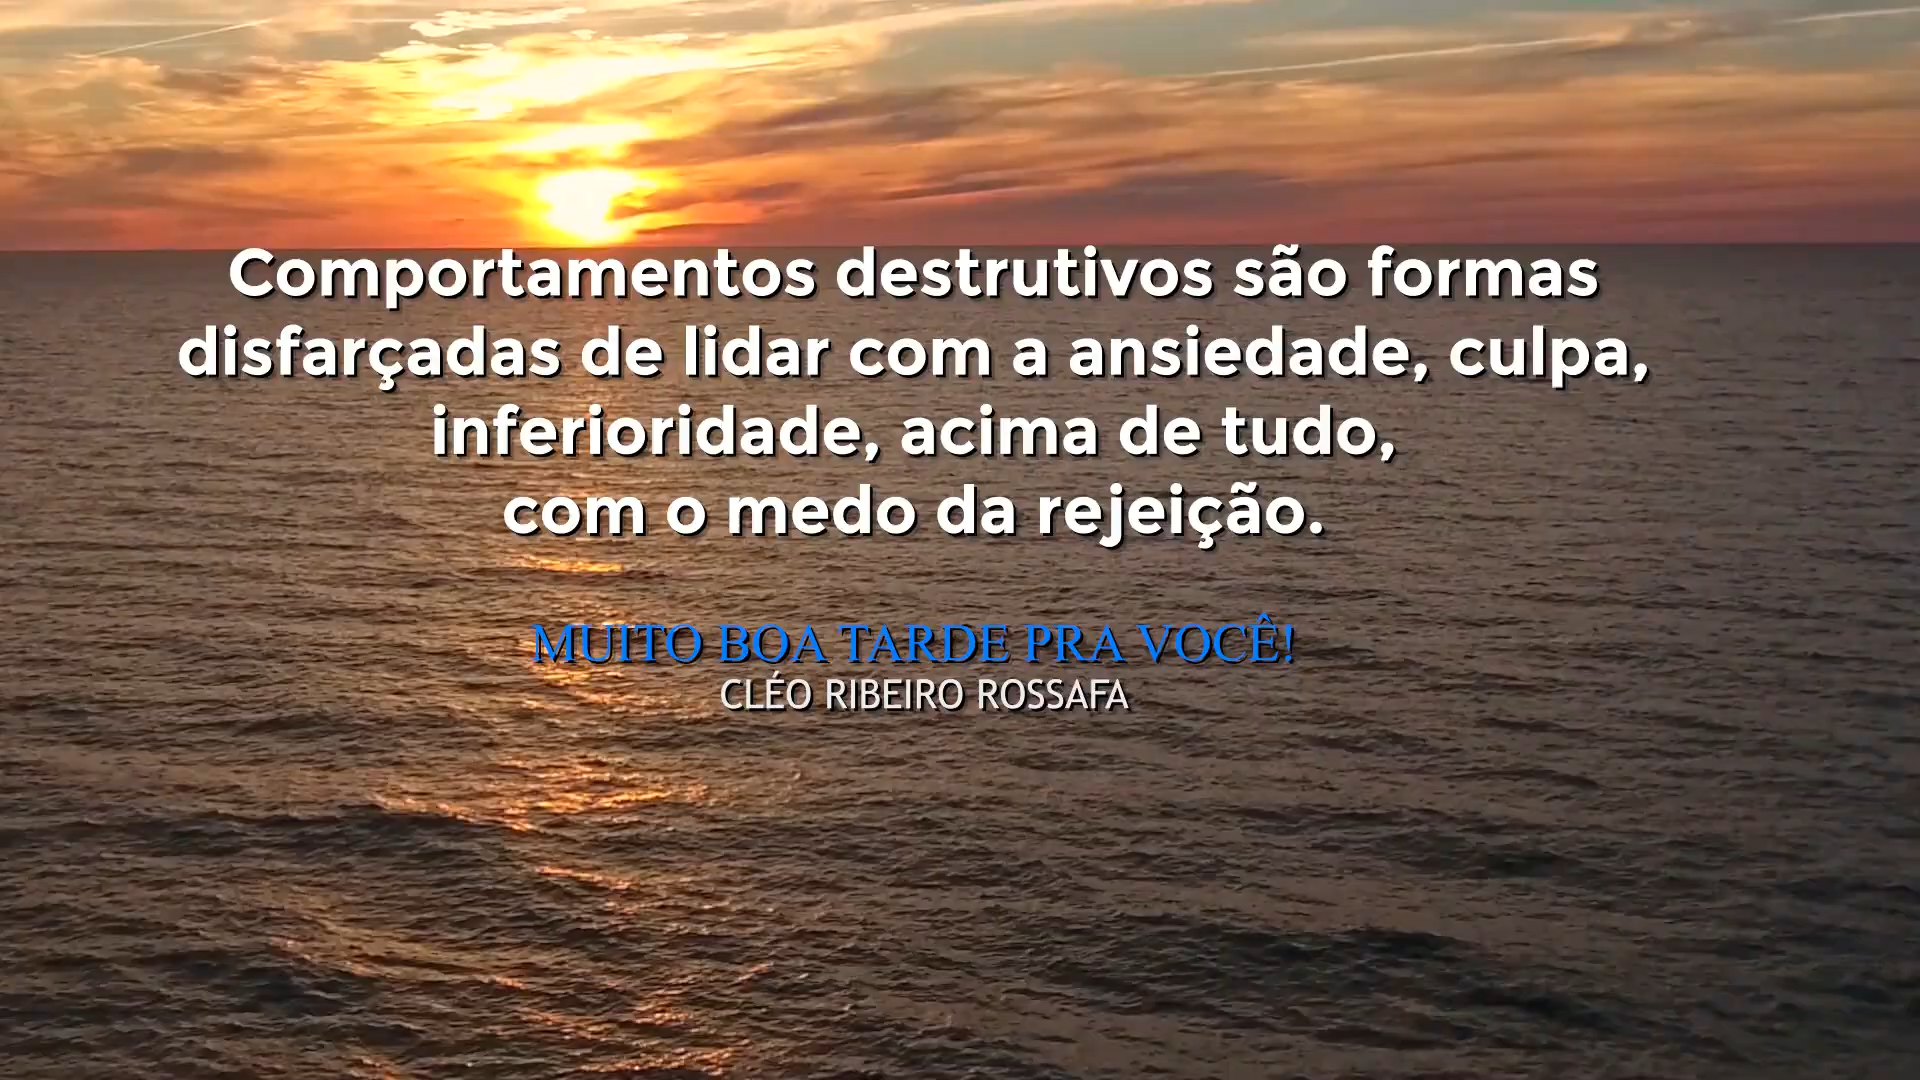 Comportamentos destrutivos são formas
disfarçadas de lidar com a ansiedade, culpa,
inferioridade, acima de tudo,
com o medo da rejeição.
MUITO BOA TARDE PRA VOCÊ!
CLÉO RIBEIRO ROSSAFA